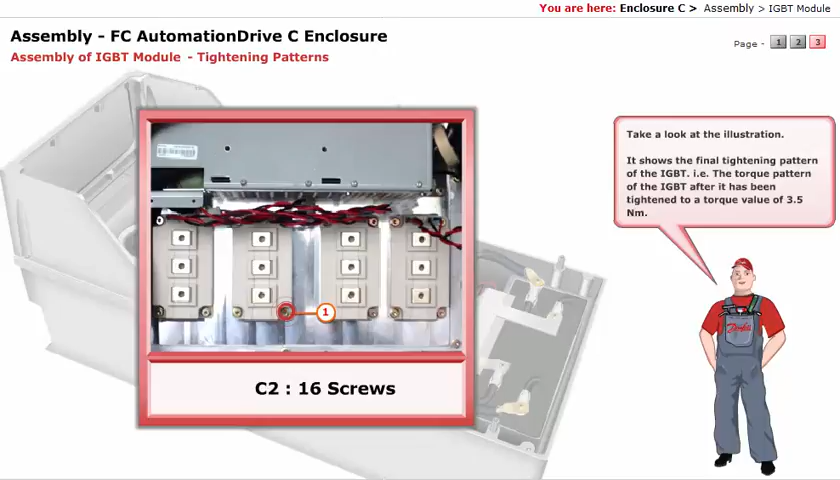 You are here: Enclosure C > Assembly > IGBT Module
Assembly - FC AutomationDrive C Enclosure
Assembly of IGBT Module - Tightening Patterns
Page - 1 2 3
Take a look at the illustration.
It shows the final tightening pattern
of the IGBT. i.e. The torque pattern
of the IGBT after it has been
tightened to a torque value of 3.5
Nm.
1
C2 : 16 Screws
Danfoss